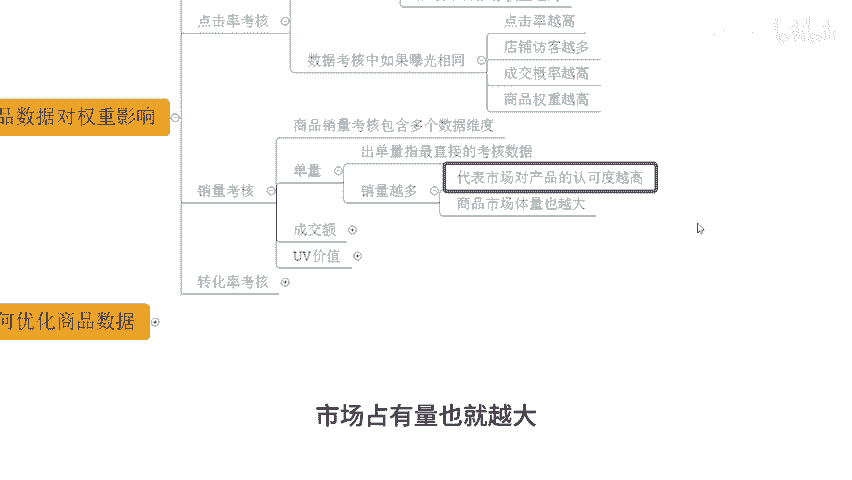 点击率考核
数据考核中如果曝光相同
点击率越高
店铺访客越多
成交概率越高
商品权重越高
品数据对权重影响
商品销量考核包含多个数据维度
出单量指最直接的考核数据
单量
代表市场对产品的认可度越高
销量考核
销量越多
商品市场体量也越大
成交额
UV价值
转化率考核
何优化商品数据
市场占有量也就越大